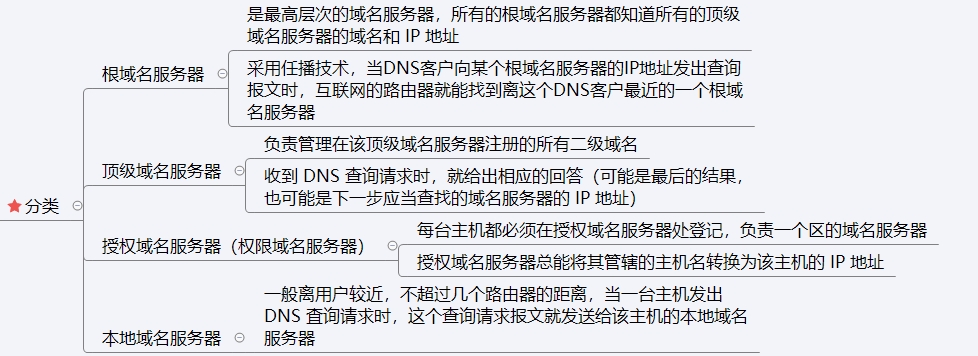 是最高层次的域名服务器，所有的根域名服务器都知道所有的顶级
域名服务器的域名和 IP 地址
根域名服务器
采用任播技术，当DNS客户向某个根域名服务器的IP地址发出查询
报文时，互联网的路由器就能找到离这个DNS客户最近的一个根域
名服务器
负责管理在该顶级域名服务器注册的所有二级域名
顶级域名服务器
收到 DNS 查询请求时，就给出相应的回答（可能是最后的结果，
也可能是下一步应当查找的域名服务器的 IP 地址）
分类
每台主机都必须在授权域名服务器处登记，负责一个区的域名服务器
授权域名服务器（权限域名服务器）
授权域名服务器总能将其管辖的主机名转换为该主机的 IP 地址
一般离用户较近，不超过几个路由器的距离，当一台主机发出
DNS 查询请求时，这个查询请求报文就发送给该主机的本地域名
服务器
本地域名服务器